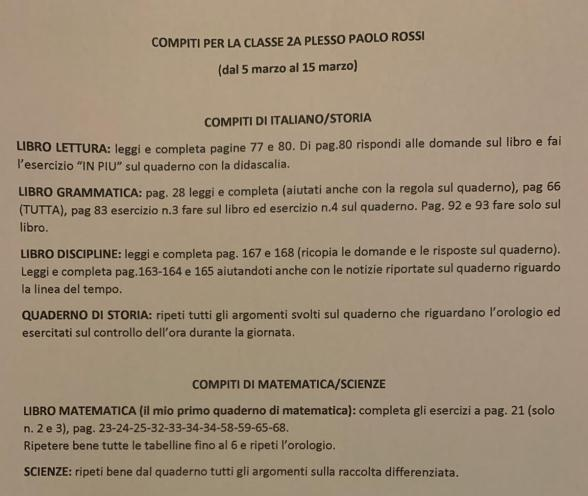 COMPITI PER LA CLASSE 2A PLESSO PAOLO ROSSI
(dal 5 marzo al 15 marzo)
COMPITI DI ITALIANO/STORIA
LIBRO LETTURA: leggi e completa pagine 77 e 80. Di pag.80 rispondi alle domande sul libro e fai
l'esercizio "IN PIU" sul quaderno con la didascalia.
LIBRO GRAMMATICA: pag. 28 leggi e completa (aiutati anche con la regola sul quaderno), pag 66
(TUTTA), pag 83 esercizio n.3 fare sul libro ed esercizio n.4 sul quaderno. Pag. 92 e 93 fare solo sul
libro.
LIBRO DISCIPLINE: leggi e completa pag. 167 e 168 (ricopia le domande e le risposte sul quaderno).
Leggi e completa pag.163-164 e 165 aiutandoti anche con le notizie riportate sul quaderno riguardo
la linea del tempo.
QUADERNO DI STORIA: ripeti tutti gli argomenti svolti sul quaderno che riguardano l'orologio ed
esercitati sul controllo dell'ora durante la giornata.
COMPITI DI MATEMATICA/SCIENZE
LIBRO MATEMATICA (il mio primo quaderno di matematica): completa gli esercizi a pag. 21 (solo
n. 2 e 3), pag. 23-24-25-32-33-34-34-58-59-65-68.
Ripetere bene tutte le tabelline fino al 6 e ripeti l'orologio.
SCIENZE: ripeti bene dal quaderno tutti gli argomenti sulla raccolta differenziata.